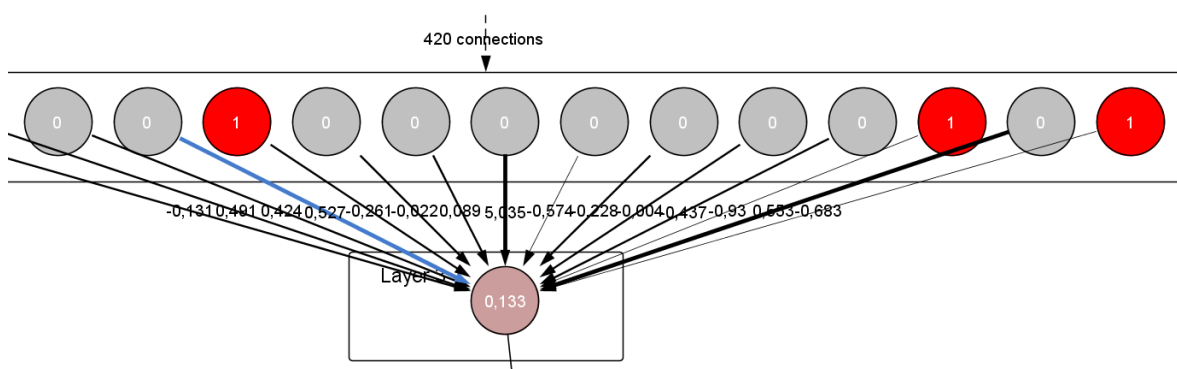 420 connections
0 0 1 0 0 0 0 0 0 0 1 0 1
-0,131 0,491 0,424 0,527 -0,261 -0,022 0,089 5,035 -0,574 -0,228 -0,004 0,437 -0,93 0,553 -0,683
Layer 3
0,133